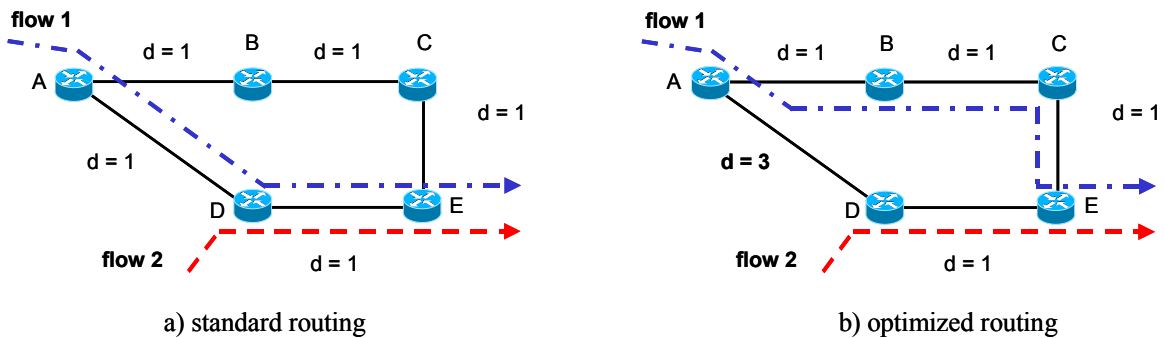 flow 1
B
C
d = 1
d = 1
A
d = 1
d = 1
D
E
flow 2
d = 1
a) standard routing
flow 1
B
C
d = 1
d = 1
A
d = 1
d = 3
D
E
flow 2
d = 1
b) optimized routing